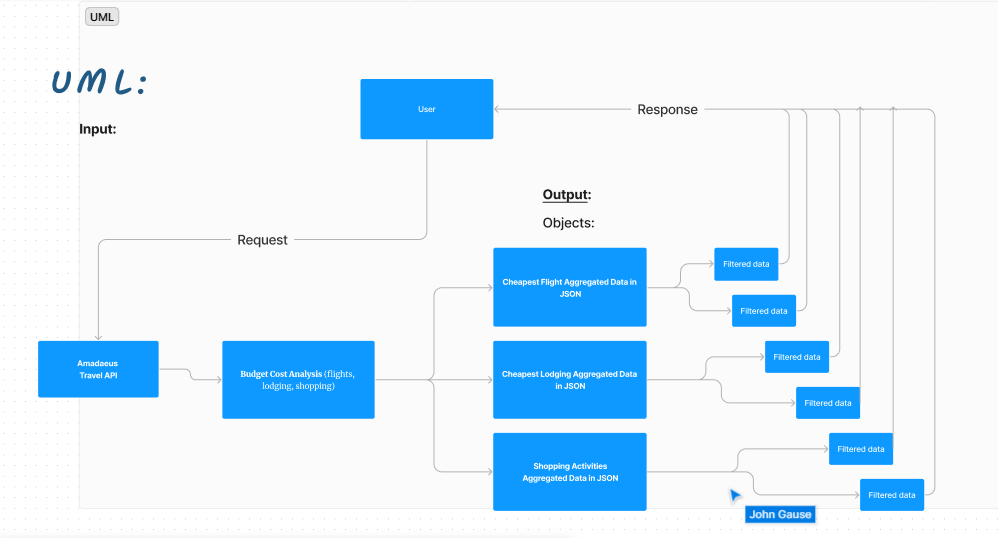 UML
UML:
User
Response
Input:
Output:
Objects:
Request
Cheapest Flight Aggregated Data in
JSON
Filtered data
Filtered data
Amadaeus
Travel API
Budget Cost Analysis (flights,
lodging, shopping)
Cheapest Lodging Aggregated Data
in JSON
Filtered data
Filtered data
Shopping Activities
Aggregated Data in JSON
Filtered data
Filtered data
John Gause